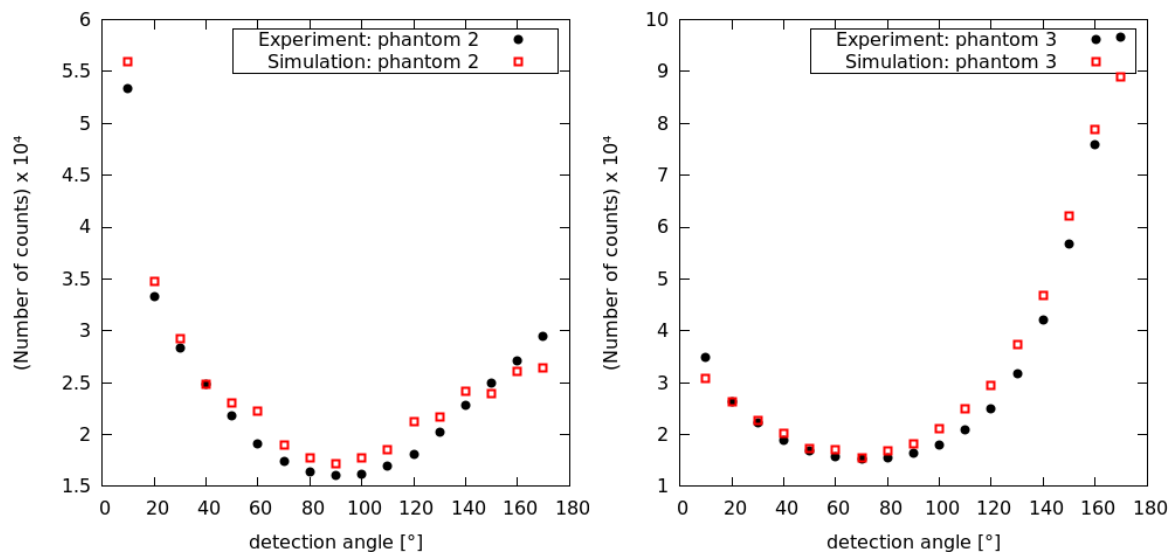 6
5.5
5
4.5
4
3.5
3
2.5
2
1.5
0 20 40 60 80 100 120 140 160 180
(Number of counts) x 10⁴
detection angle [°]
Experiment: phantom 2
Simulation: phantom 2
10
9
8
7
6
5
4
3
2
1
0 20 40 60 80 100 120 140 160 180
(Number of counts) x 10⁴
detection angle [°]
Experiment: phantom 3
Simulation: phantom 3